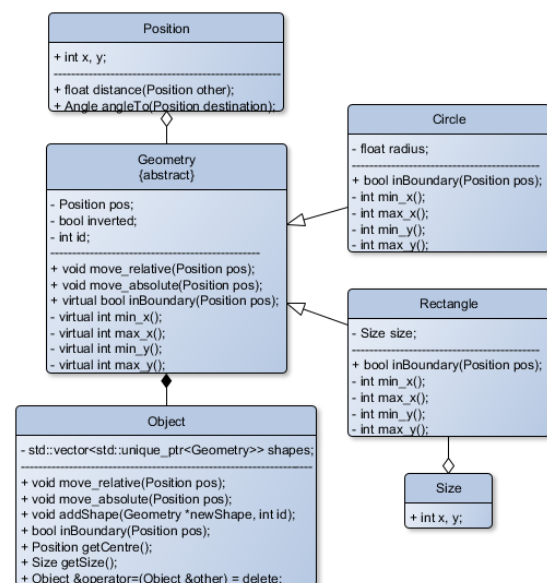 Position
+ int x, y;
+ float distance(Position other);
+ Angle angleTo(Position destination);
Geometry
{abstract}
- Position pos;
- bool inverted;
- int id;
+ void move_relative(Position pos);
+ void move_absolute(Position pos);
+ virtual bool inBoundary(Position pos);
- virtual int min_x();
- virtual int max_x();
- virtual int min_y();
- virtual int max_y();
Object
- std::vector<std::unique_ptr<Geometry>> shapes;
+ void move_relative(Position pos);
+ void move_absolute(Position pos);
+ void addShape(Geometry *newShape, int id);
+ bool inBoundary(Position pos);
+ Position getCentre();
+ Size getSize();
+ Object &operator=(Object &other) = delete;
Circle
- float radius;
+ bool inBoundary(Position pos);
- int min_x();
- int max_x();
- int min_y();
- int max_y();
Rectangle
- Size size;
+ bool inBoundary(Position pos);
- int min_x();
- int max_x();
- int min_y();
- int max_y();
Size
+ int x, y;